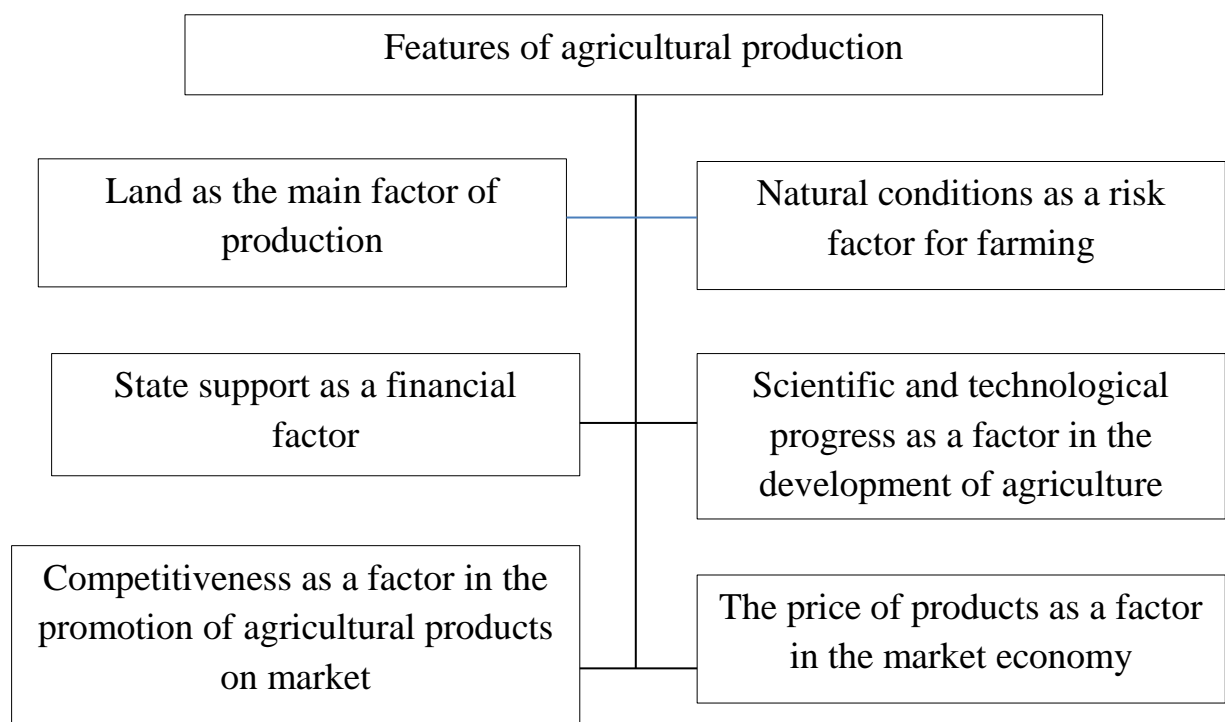 Features of agricultural production
Land as the main factor of
production
Natural conditions as a risk
factor for farming
State support as a financial
factor
Scientific and technological
progress as a factor in the
development of agriculture
Competitiveness as a factor in the
promotion of agricultural products
on market
The price of products as a factor
in the market economy